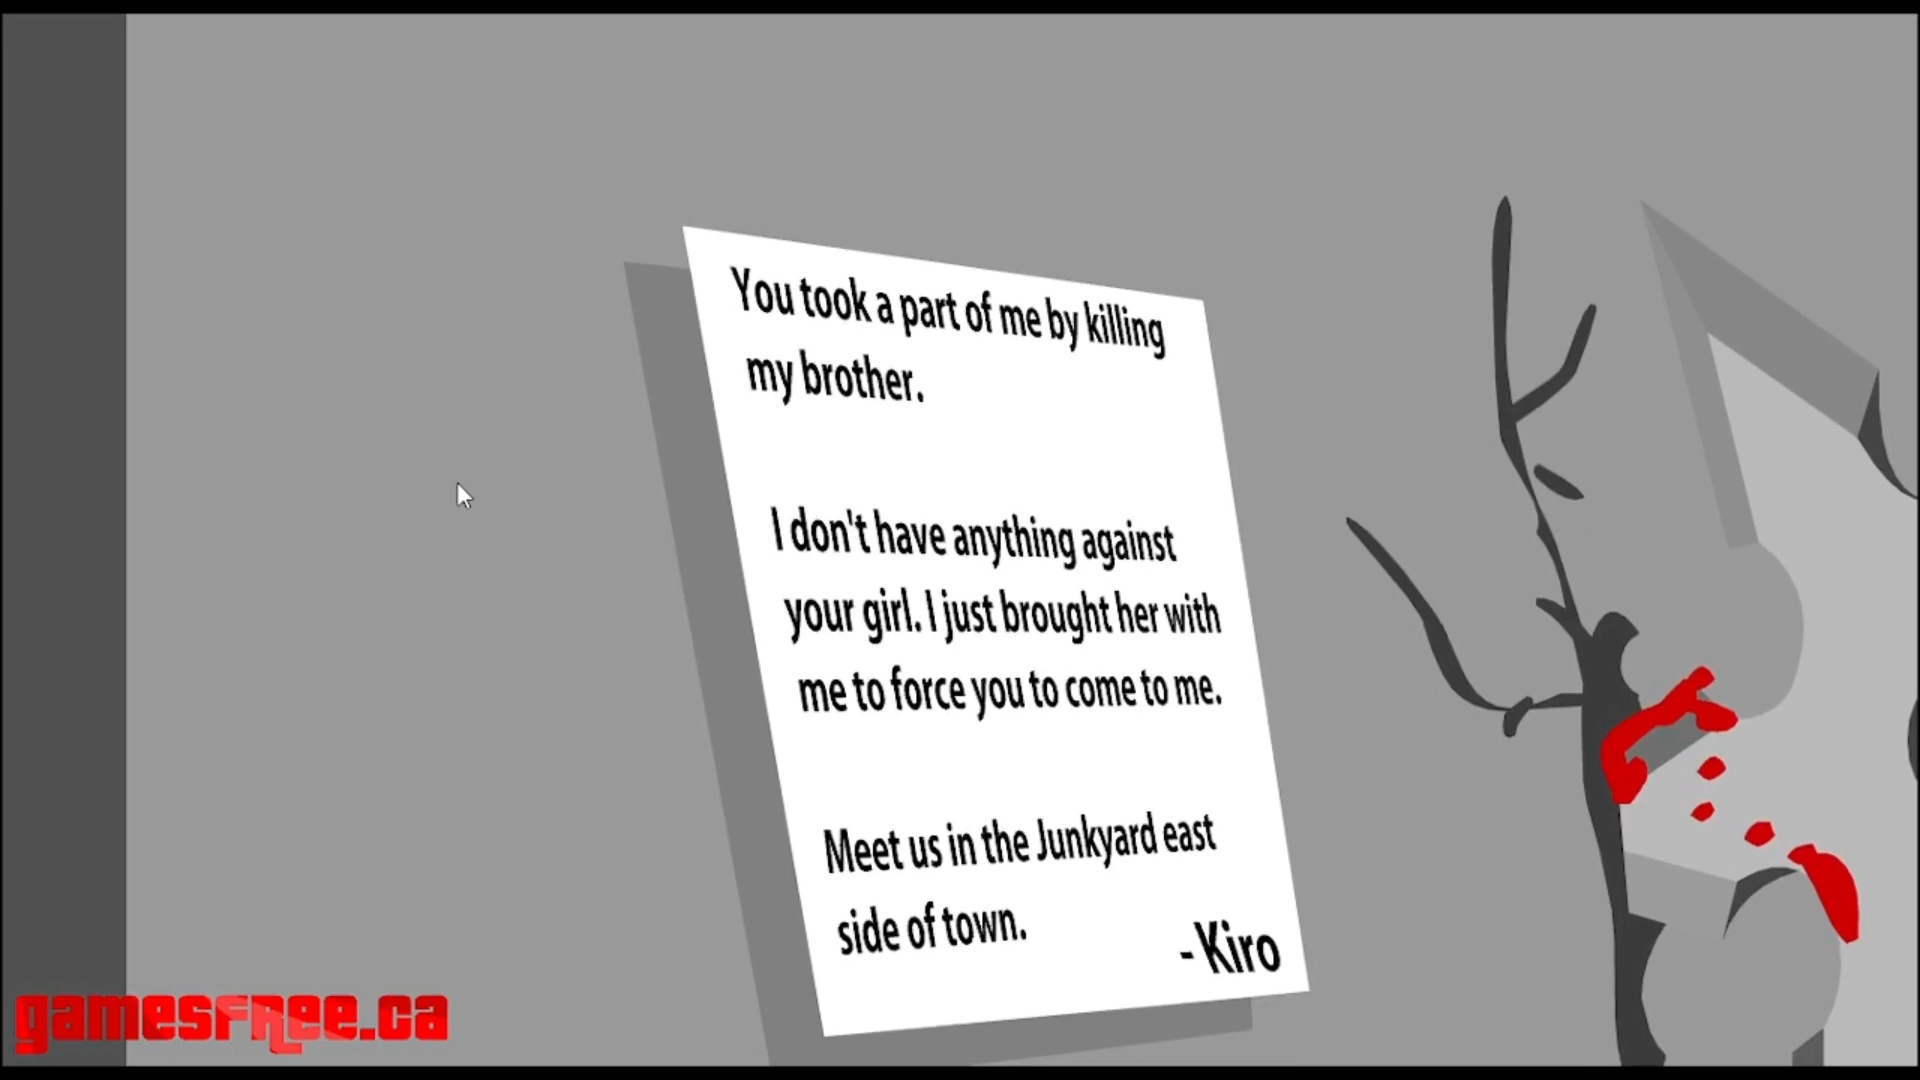 You took a part of me by killing
my brother.
I don't have anything against
your girl. I just brought her with
me to force you to come to me.
Meet us in the Junkyard east
side of town.
- Kiro
gamesfree.ca